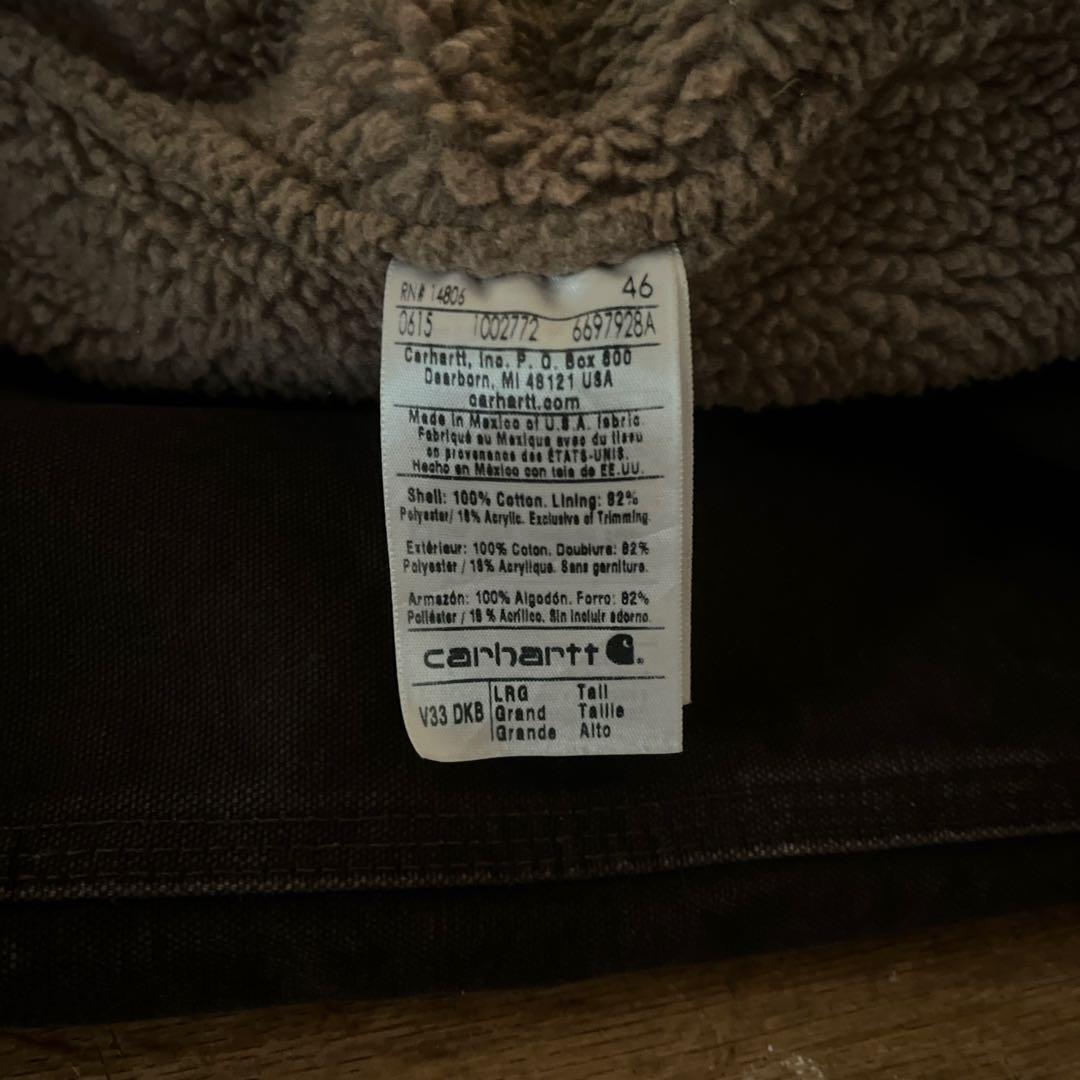 RN# 14806 46
0615 1002772 6697928A
Carhartt, Inc. P. O. Box 600
Dearborn, MI 48121 USA
carhartt.com
Made in Mexico of U.S.A. fabric.
Fabriqué au Mexique avec du tissu
en provenance des ÉTATS-UNIS.
Hecho en México con tela de EE.UU.
Shell: 100% Cotton. Lining: 82%
Polyester/ 18% Acrylic. Exclusive of Trimming.
Extérieur: 100% Coton. Doublure: 82%
Polyester / 18% Acrylique. Sans garniture.
Armazón: 100% Algodón. Forro: 82%
Poliéster / 18 % Acrílico. Sin incluir adorno.
carhartt
V33 DKB
LRG Tall
Grand Taille
Grande Alto